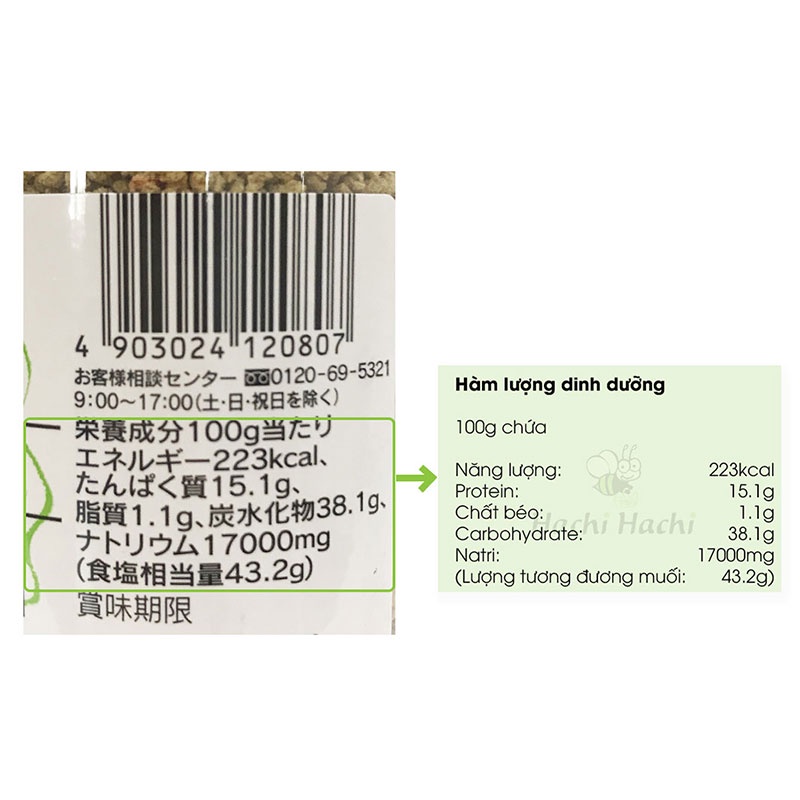 4 903024 120807
お客様相談センター 0120-69-5321
9:00〜17:00(土・日・祝日を除く)
栄養成分100g当たり
エネルギー223kcal、
たんぱく質15.1g、
脂質1.1g、炭水化物38.1g、
ナトリウム17000mg
(食塩相当量43.2g)
賞味期限
Hàm lượng dinh dưỡng
100g chứa
Năng lượng: 223kcal
Protein: 15.1g
Chất béo: 1.1g
Hachi Hachi
Carbohydrate: 38.1g
Natri: 17000mg
(Lượng tương đương muối: 43.2g)